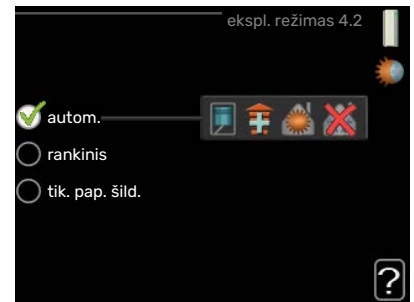 ekspl. režimas 4.2
autom.
rankinis
tik. pap. šild.
?